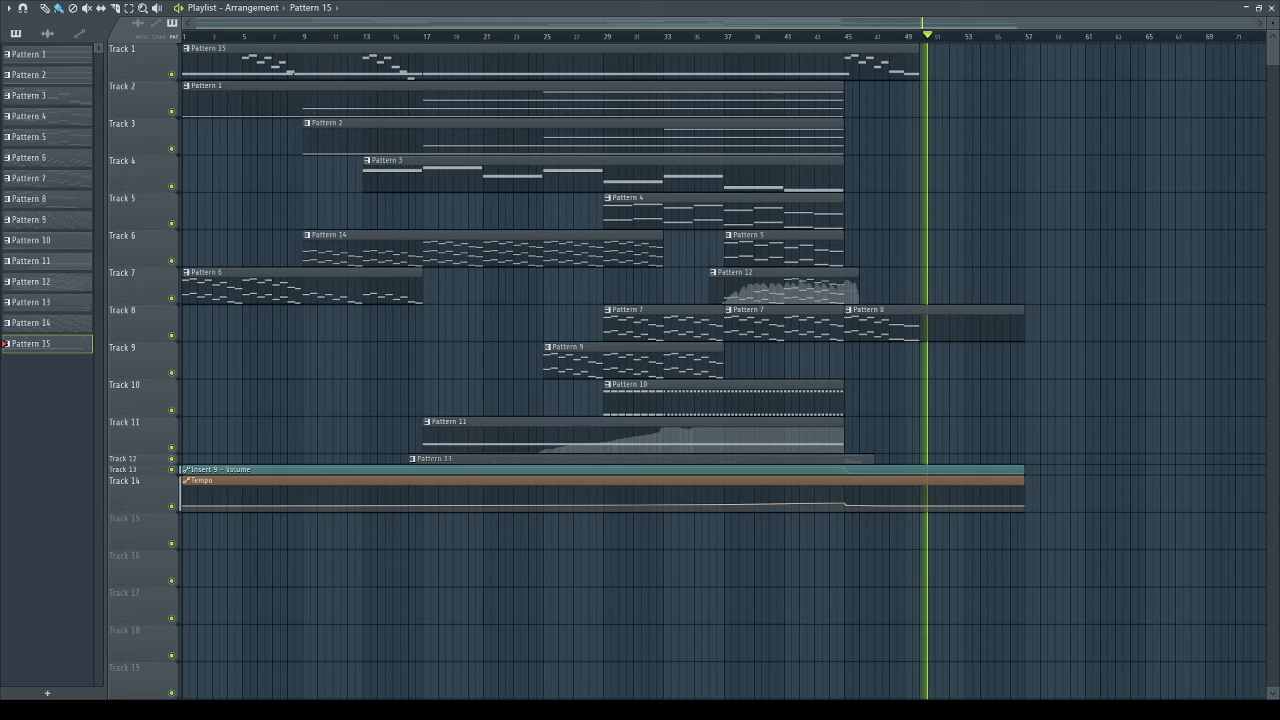 Playlist - Arrangement › Pattern 15 ›
1 3 5 7 9 11 13 15 17 19 21 23 25 27 29 31 33 35 37 39 41 43 45 47 49 51 53 55 57 59 61 63 65 67 69 71
Pattern 1
Pattern 2
Pattern 3
Pattern 4
Pattern 5
Pattern 6
Pattern 7
Pattern 8
Pattern 9
Pattern 10
Pattern 11
Pattern 12
Pattern 13
Pattern 14
Pattern 15
+
Track 1 Pattern 15
Track 2 Pattern 1
Track 3 Pattern 2
Track 4 Pattern 3
Track 5 Pattern 4
Track 6 Pattern 14 Pattern 5
Track 7 Pattern 6 Pattern 12
Track 8 Pattern 7 Pattern 7 Pattern 8
Track 9 Pattern 9
Track 10 Pattern 10
Track 11 Pattern 11
Track 12 Pattern 13
Track 13 Insert 9 - Volume
Track 14 Tempo
Track 15
Track 16
Track 17
Track 18
Track 19